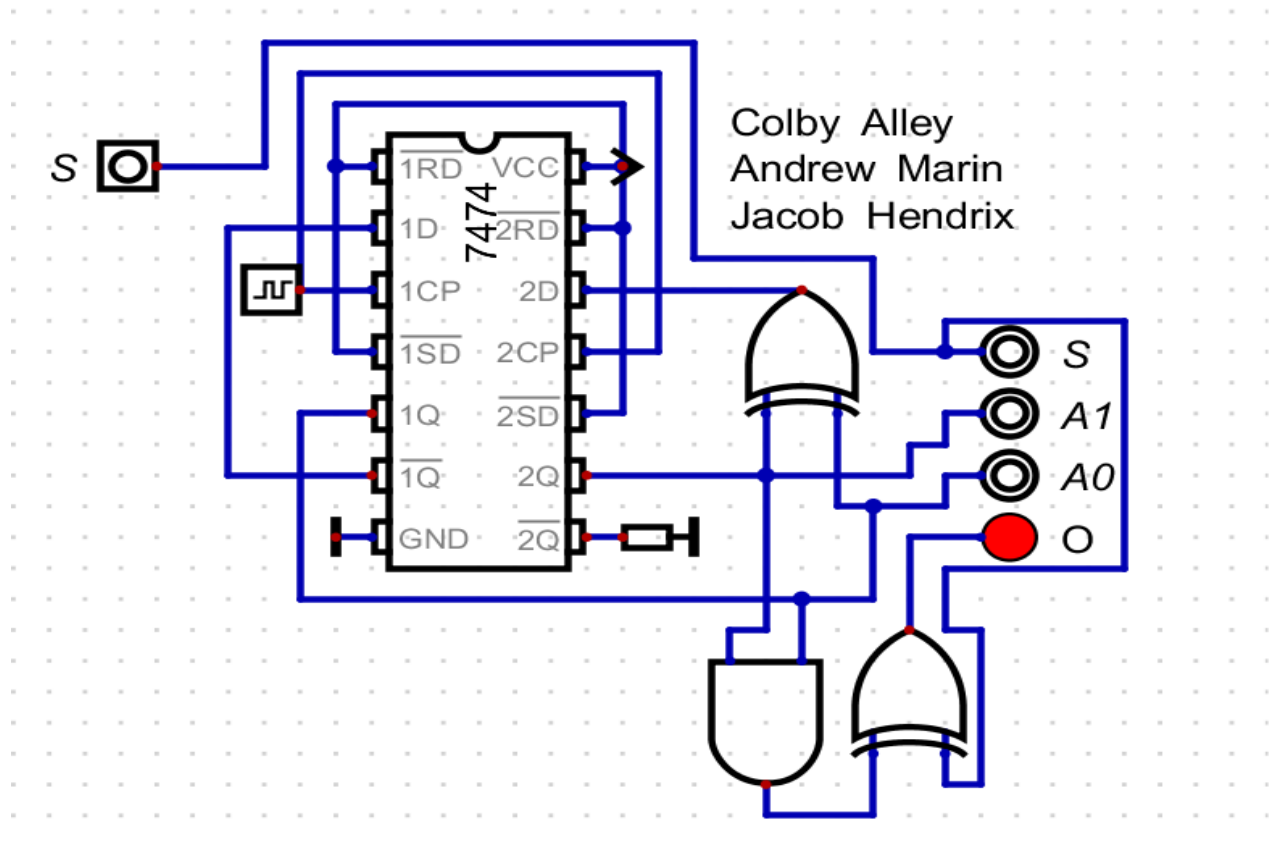 Colby Alley
Andrew Marin
Jacob Hendrix
S
1RD VCC
1D 2RD
1CP 2D
1SD 2CP
1Q 2SD
1Q 2Q
GND 2Q
7474
S
A1
A0
O